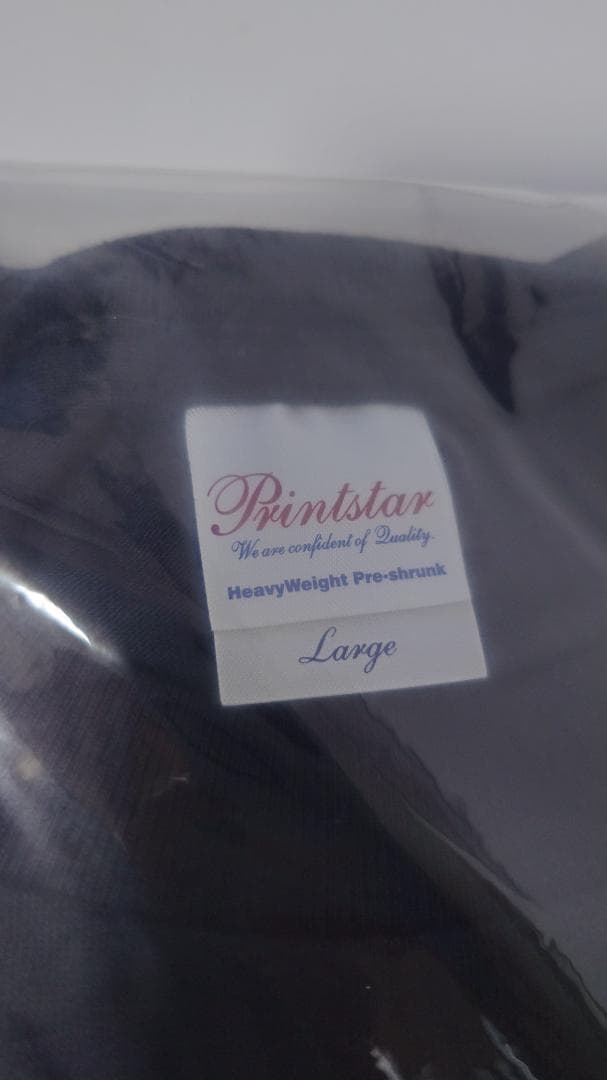 Printstar
We are confident of Quality.
HeavyWeight Pre-shrunk
Large